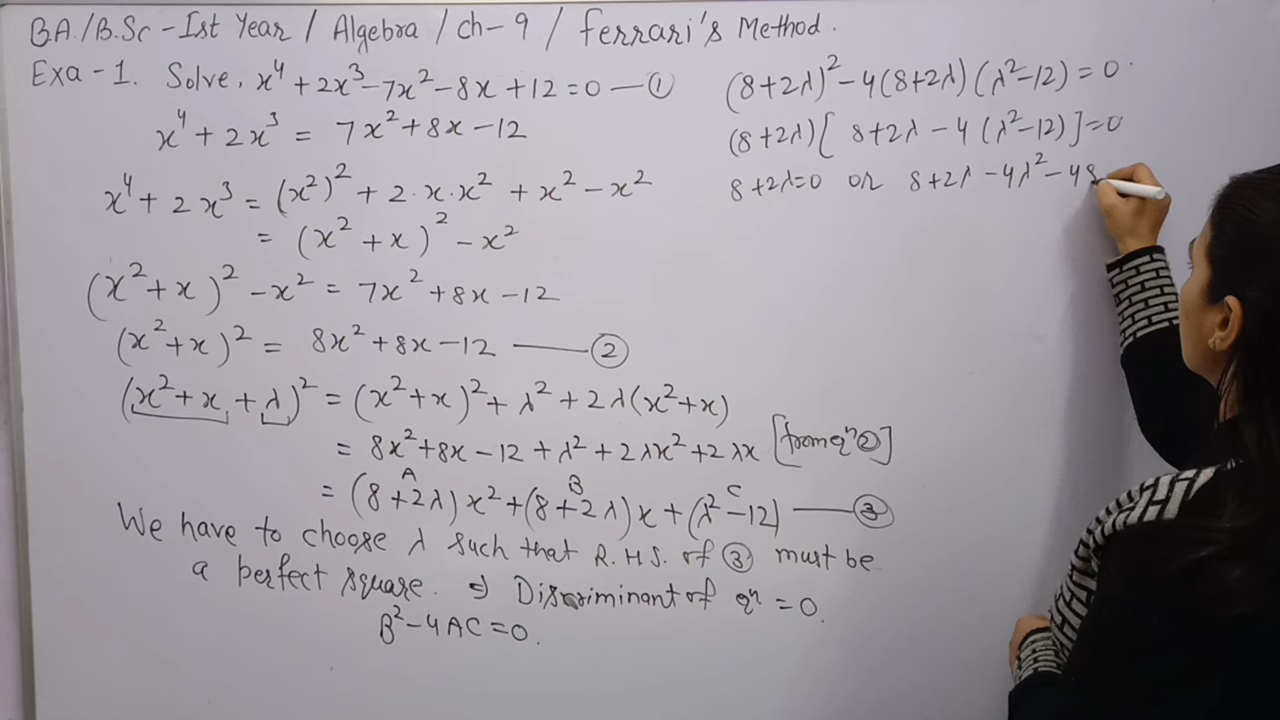 BA./B.Sc - Ist Year / Algebra / Ch-9 / Ferrari's Method.
Exa-1. Solve, x⁴ + 2x³ - 7x² - 8x + 12 = 0 — ①
x⁴ + 2x³ = 7x² + 8x - 12
x⁴ + 2x³ = (x²)² + 2·x·x² + x² - x²
= (x² + x)² - x²
(x² + x)² - x² = 7x² + 8x - 12
(x² + x)² = 8x² + 8x - 12 —— ②
(x² + x + λ)² = (x² + x)² + λ² + 2λ(x² + x)
= 8x² + 8x - 12 + λ² + 2λx² + 2λx [from eqⁿ②]
A B C
= (8 + 2λ)x² + (8 + 2λ)x + (λ² - 12) —— ③
We have to choose λ such that R.H.S. of ③ must be
a perfect square. ⇒ Discriminant of qⁿ = 0.
B² - 4AC = 0.
(8 + 2λ)² - 4(8 + 2λ)(λ² - 12) = 0.
(8 + 2λ)[8 + 2λ - 4(λ² - 12)] = 0
8 + 2λ = 0 or 8 + 2λ - 4λ² - 48